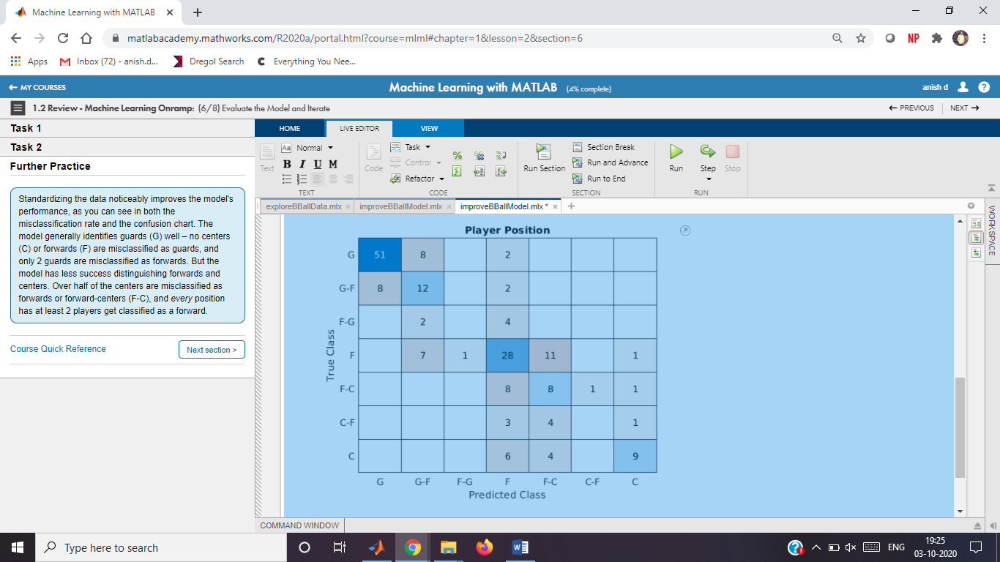 Machine Learning with MATLAB
matlabacademy.mathworks.com/R2020a/portal.html?course=mlml#chapter=1&lesson=2&section=6
NP
Apps
Inbox (72) - anish.d...
Dregol Search
Everything You Nee...
MY COURSES
Machine Learning with MATLAB (4% complete)
anish d
1.2 Review - Machine Learning Onramp: (6/8) Evaluate the Model and Iterate
PREVIOUS
NEXT
Task 1
Task 2
Further Practice
Standardizing the data noticeably improves the model's
performance, as you can see in both the
misclassification rate and the confusion chart. The
model generally identifies guards (G) well – no centers
(C) or forwards (F) are misclassified as guards, and
only 2 guards are misclassified as forwards. But the
model has less success distinguishing forwards and
centers. Over half of the centers are misclassified as
forwards or forward-centers (F-C), and every position
has at least 2 players get classified as a forward.
Course Quick Reference
Next section >
HOME
LIVE EDITOR
VIEW
Text
Aa Normal
B I U M
TEXT
Code
Task
Control
Refactor
CODE
Run Section
Section Break
Run and Advance
Run to End
SECTION
Run
Step
Stop
RUN
exploreBBallData.mlx
improveBBallModel.mlx
improveBBallModel.mlx *
WORKSPACE
Player Position
True Class
G 51 8 2
G-F 8 12 2
F-G 2 4
F 7 1 28 11 1
F-C 8 8 1 1
C-F 3 4 1
C 6 4 9
G G-F F-G F F-C C-F C
Predicted Class
COMMAND WINDOW
Type here to search
ENG
19:25
03-10-2020